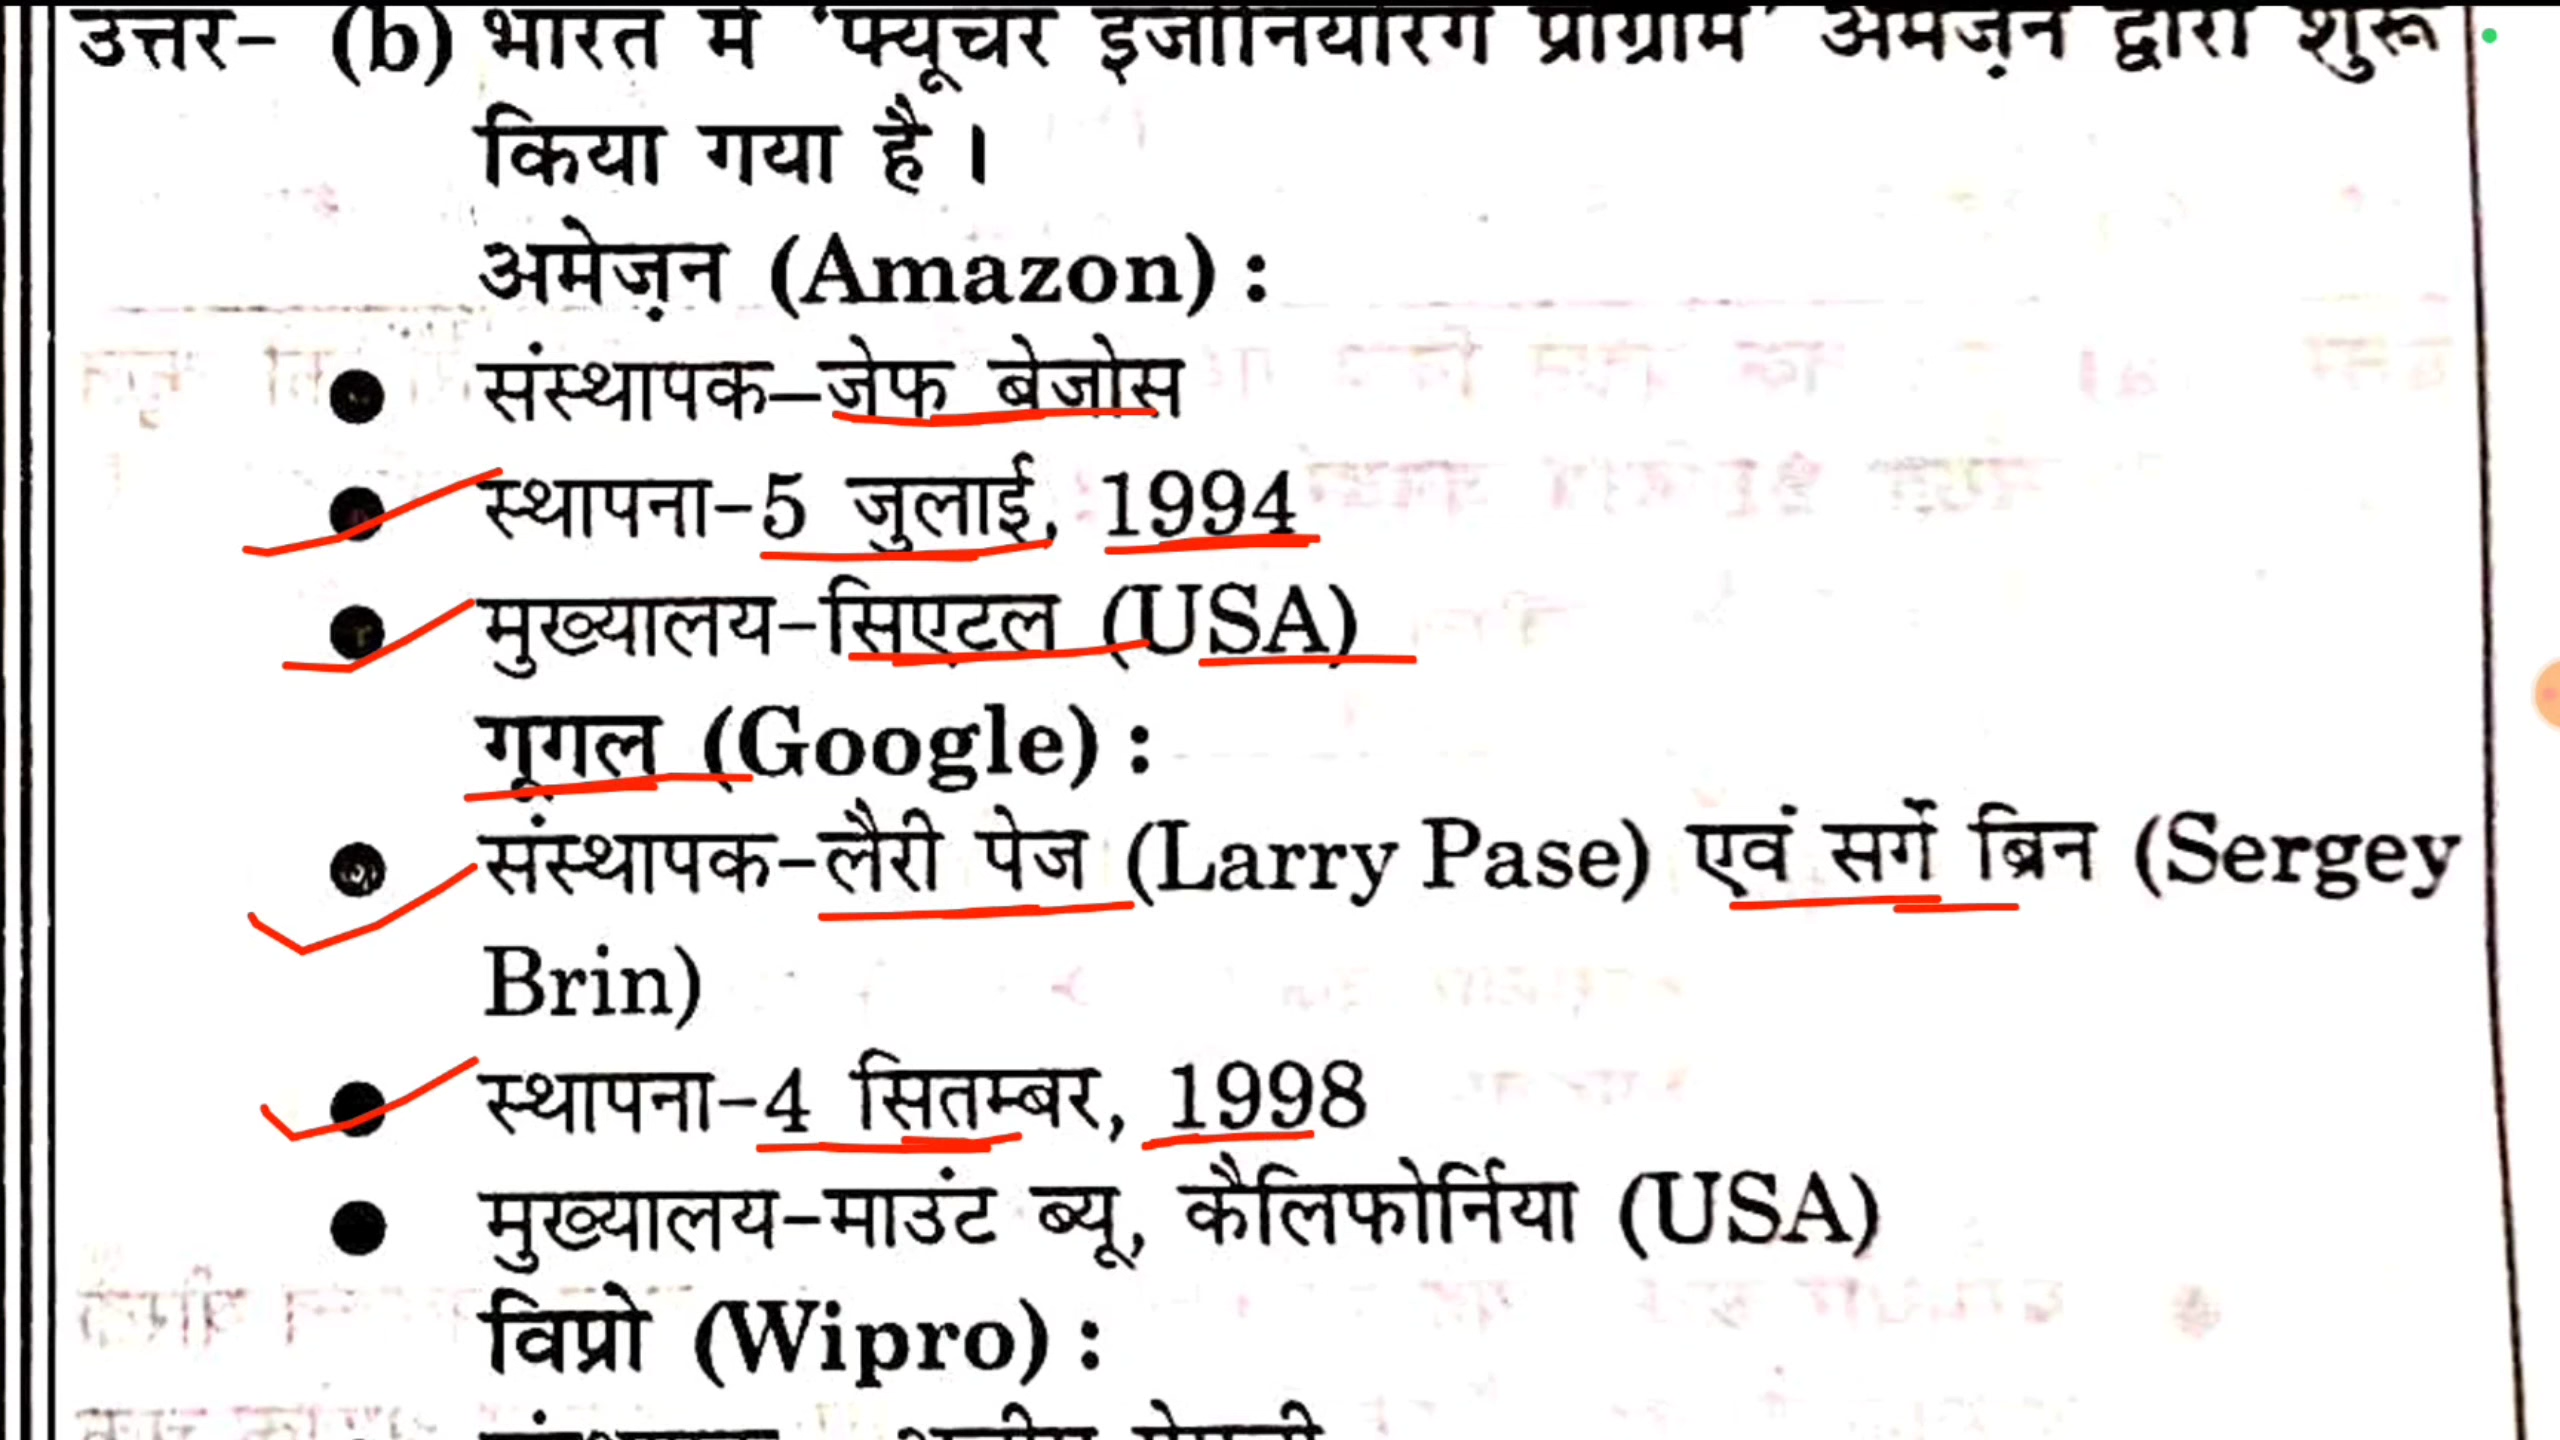 उत्तर- (b) भारत में ‘फ्यूचर इंजीनियरिंग प्रोग्राम’ अमेज़न द्वारा शुरू
किया गया है ।
अमेज़न (Amazon) :
● संस्थापक–जेफ बेजोस
● स्थापना-5 जुलाई, 1994
● मुख्यालय-सिएटल (USA)
गूगल (Google) :
● संस्थापक-लैरी पेज (Larry Pase) एवं सर्गे ब्रिन (Sergey
Brin)
● स्थापना-4 सितम्बर, 1998
● मुख्यालय-माउंट ब्यू, कैलिफोर्निया (USA)
विप्रो (Wipro) :